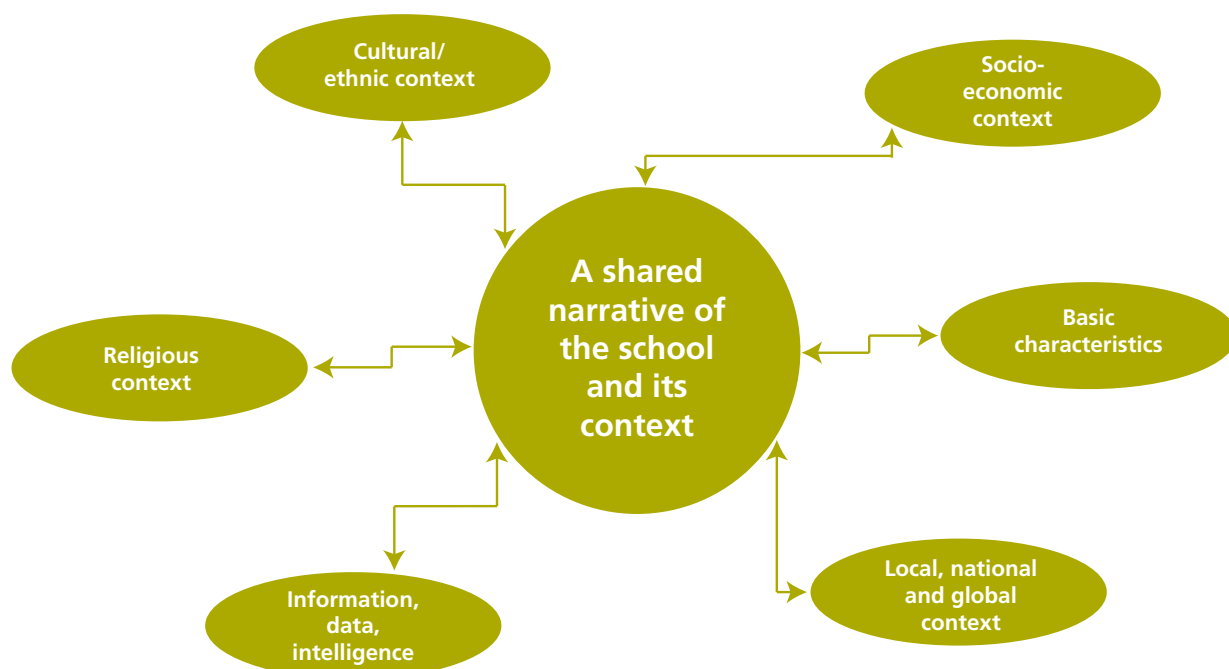 Cultural/
ethnic context
Socio-
economic
context
A shared
narrative of
the school
and its
context
Basic
characteristics
Religious
context
Local, national
and global
context
Information,
data,
intelligence